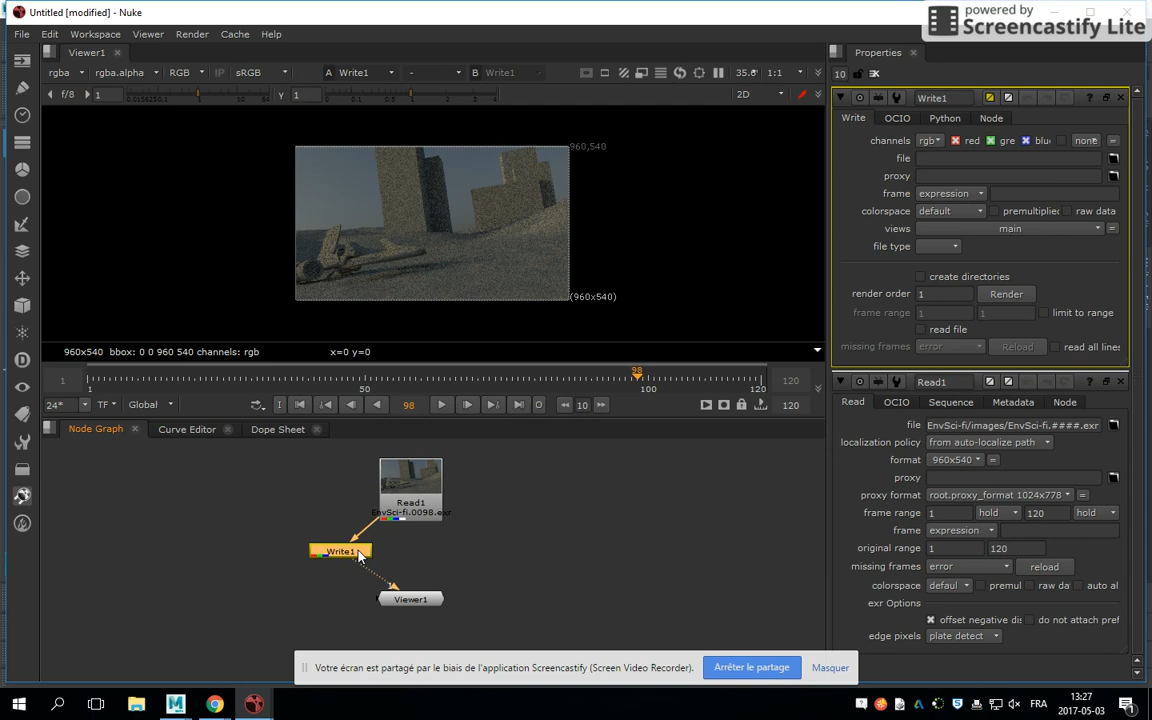 Untitled [modified] - Nuke
powered by
Screencastify Lite
File Edit Workspace Viewer Render Cache Help
Viewer1
rgba rgba.alpha RGB IP sRGB A Write1 - B Write1 35.6 1:1
f/8 1 Y 1 2D
960,540
(960x540)
960x540 bbox: 0 0 960 540 channels: rgb x=0 y=0
98
1 1 50 100 120 120
24* TF Global I 98 O 10 120
Node Graph Curve Editor Dope Sheet
Read1
EnvSci-fi.0098.exr
Write1
Viewer1
Properties
10
Write1
Write OCIO Python Node
channels rgb red gre blu none =
file
proxy
frame expression
colorspace default premultiplied raw data
views main =
file type
create directories
render order 1 Render
frame range 1 1 limit to range
read file
missing frames error Reload read all lines
Read1
Read OCIO Sequence Metadata Node
file EnvSci-fi/images/EnvSci-fi.####.exr
localization policy from auto-localize path
format 960x540 =
proxy
proxy format root.proxy_format 1024x778 =
frame range 1 hold 120 hold
frame expression
original range 1 120
missing frames error reload
colorspace defaul premul raw da auto al
exr Options
offset negative di do not attach pref
edge pixels plate detect
Votre écran est partagé par le biais de l'application Screencastify (Screen Video Recorder). Arrêter le partage Masquer
FRA
13:27
2017-05-03
1